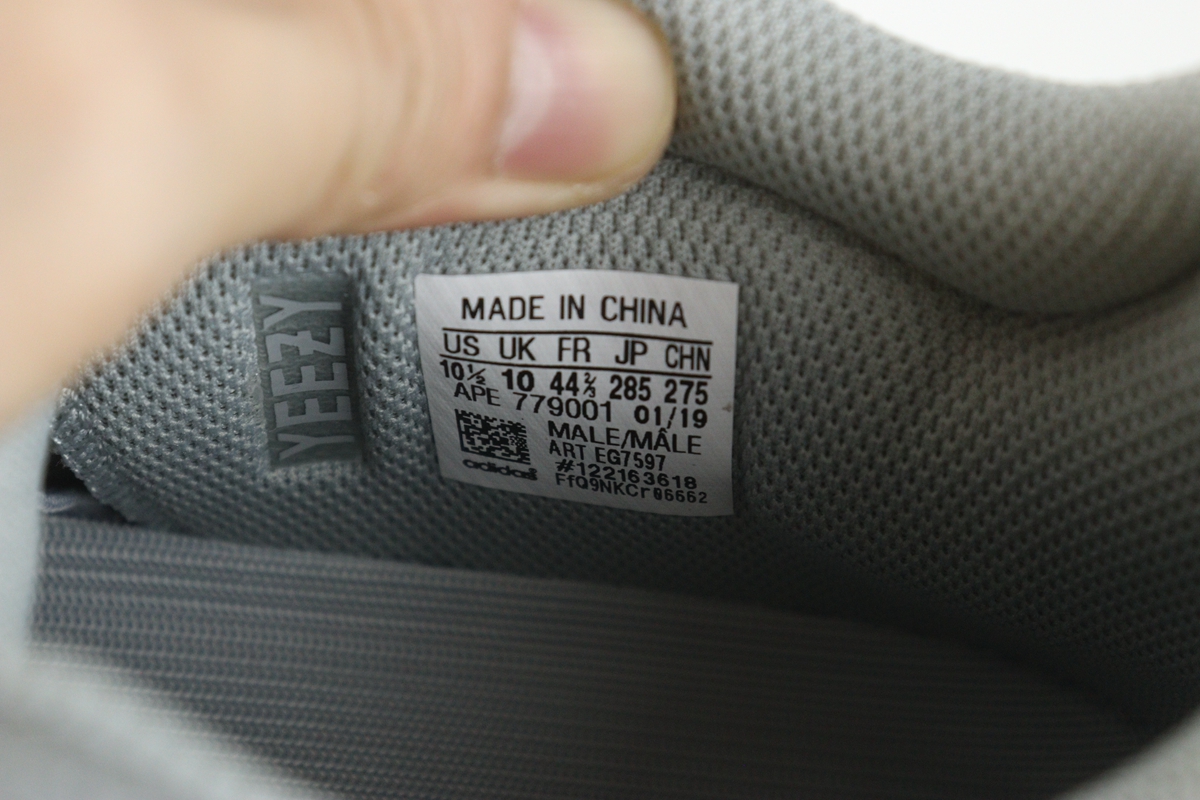 YEEZY
MADE IN CHINA
US UK FR JP CHN
10½ 10 44⅔ 285 275
APE 779001 01/19
MALE/MÂLE
ART EG7597
#122163618
FfQ9NKCr06662
adidas